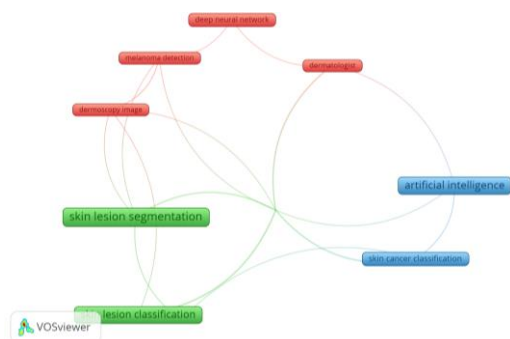 deep neural network
melanoma detection
dermatologist
dermoscopy image
artificial intelligence
skin lesion segmentation
skin cancer classification
lesion classification
VOSviewer